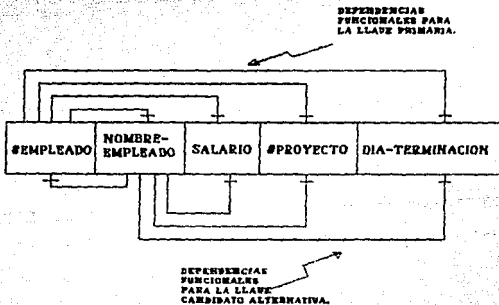 DEPENDENCIAS
FUNCIONALES PARA
LA LLAVE PRIMARIA.
#EMPLEADO
NOMBRE-
EMPLEADO
SALARIO
#PROYECTO
DIA-TERMINACION
DEPENDENCIAS
FUNCIONALES
PARA LA LLAVE
CANDIDATO ALTERNATIVA.